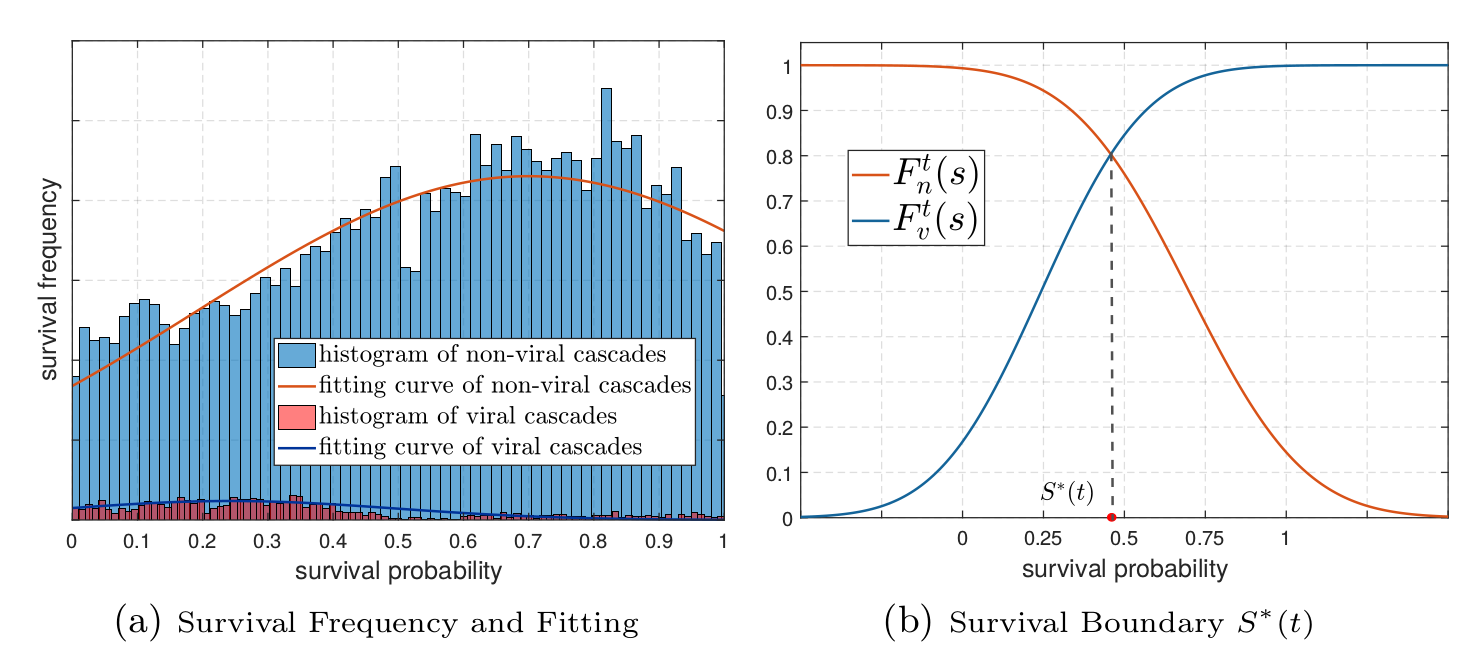 survival frequency
histogram of non-viral cascades
fitting curve of non-viral cascades
histogram of viral cascades
fitting curve of viral cascades
0 0.1 0.2 0.3 0.4 0.5 0.6 0.7 0.8 0.9 1
survival probability
(a) Survival Frequency and Fitting
1
0.9
0.8
0.7
0.6
0.5
0.4
0.3
0.2
0.1
0
F_n^t(s)
F_v^t(s)
S*(t)
0 0.25 0.5 0.75 1
survival probability
(b) Survival Boundary S*(t)